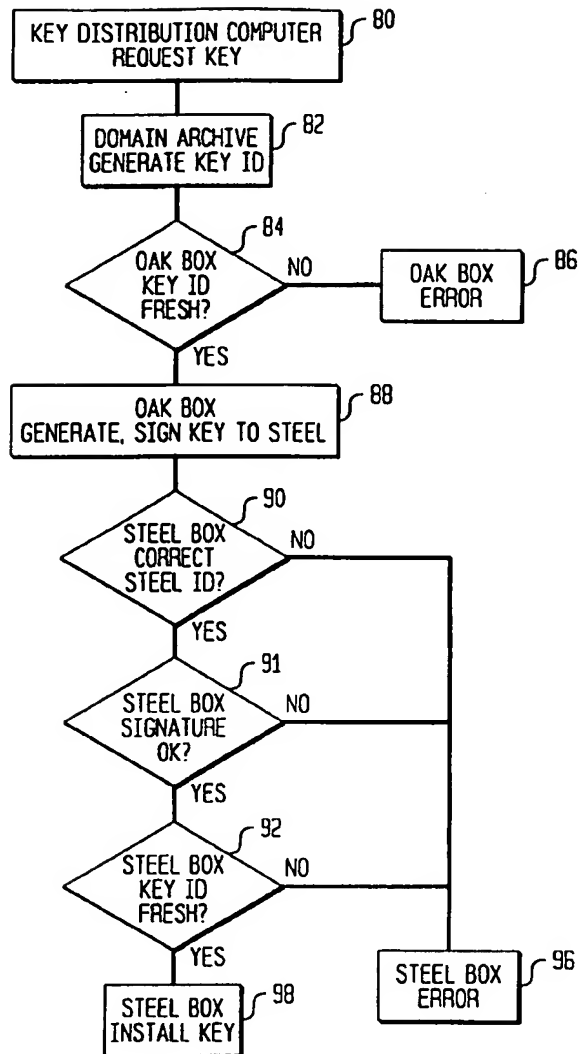 KEY DISTRIBUTION COMPUTER
REQUEST KEY
80
DOMAIN ARCHIVE
GENERATE KEY ID
82
OAK BOX
KEY ID
FRESH?
84
NO
YES
OAK BOX
ERROR
86
OAK BOX
GENERATE, SIGN KEY TO STEEL
88
STEEL BOX
CORRECT
STEEL ID?
90
NO
YES
STEEL BOX
SIGNATURE
OK?
91
NO
YES
STEEL BOX
KEY ID
FRESH?
92
NO
YES
STEEL BOX
ERROR
96
STEEL BOX
INSTALL KEY
98